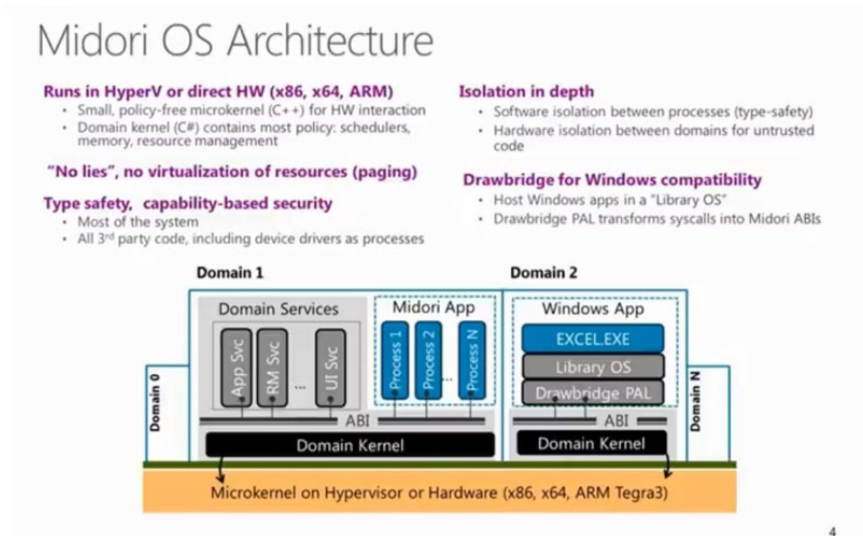 Midori OS Architecture
Runs in HyperV or direct HW (x86, x64, ARM)
• Small, policy-free microkernel (C++) for HW interaction
• Domain kernel (C#) contains most policy: schedulers,
memory, resource management
"No lies", no virtualization of resources (paging)
Type safety, capability-based security
• Most of the system
• All 3rd party code, including device drivers as processes
Isolation in depth
• Software isolation between processes (type-safety)
• Hardware isolation between domains for untrusted
code
Drawbridge for Windows compatibility
• Host Windows apps in a "Library OS"
• Drawbridge PAL transforms syscalls into Midori ABIs
Domain 1
Domain 2
Domain 0
Domain Services
App Svc
RM Svc
...
UI Svc
Midori App
Process 1
Process 2
...
Process N
ABI
Domain Kernel
Windows App
EXCEL.EXE
Library OS
Drawbridge PAL
ABI
Domain Kernel
Domain N
Microkernel on Hypervisor or Hardware (x86, x64, ARM Tegra3)
4